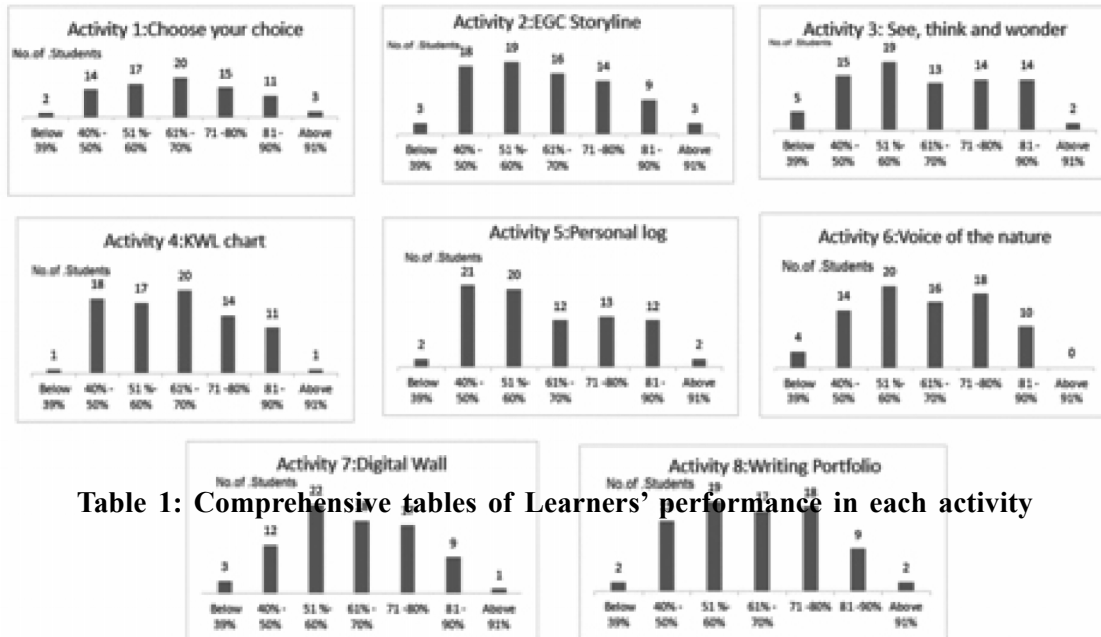 Activity 1:Choose your choice
No.of .Students
2 14 17 20 15 11 3
Below 39% 40% - 50% 51 %- 60% 61% - 70% 71 -80% 81 - 90% Above 91%
Activity 2:EGC Storyline
No.of .Students
3 18 19 16 14 9 3
Below 39% 40% - 50% 51 %- 60% 61% - 70% 71 -80% 81 - 90% Above 91%
Activity 3: See, think and wonder
No.of .Students
5 15 19 13 14 14 2
Below 39% 40% - 50% 51 %- 60% 61% - 70% 71 -80% 81 - 90% Above 91%
Activity 4:KWL chart
No.of .Students
1 18 17 20 14 11 1
Below 39% 40% - 50% 51 %- 60% 61% - 70% 71 -80% 81 - 90% Above 91%
Activity 5:Personal log
No.of .Students
2 21 20 12 13 12 2
Below 39% 40% - 50% 51 %- 60% 61% - 70% 71 -80% 81 - 90% Above 91%
Activity 6:Voice of the nature
No.of .Students
4 14 20 16 18 10 0
Below 39% 40% - 50% 51 %- 60% 61% - 70% 71 -80% 81 - 90% Above 91%
Activity 7:Digital Wall
No.of .Students
3 12 22 9 1
Below 39% 40% - 50% 51 %- 60% 61% - 70% 71 -80% 81 - 90% Above 91%
Activity 8:Writing Portfolio
No.of .Students
2 19 18 9 2
Below 39% 40% - 50% 51 %- 60% 61% - 70% 71 -80% 81 -90% Above 91%
Table 1: Comprehensive tables of Learners’ performance in each activity